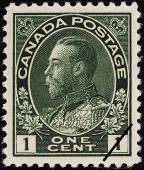 CANADA POSTAGE
1 ONE CENT 1